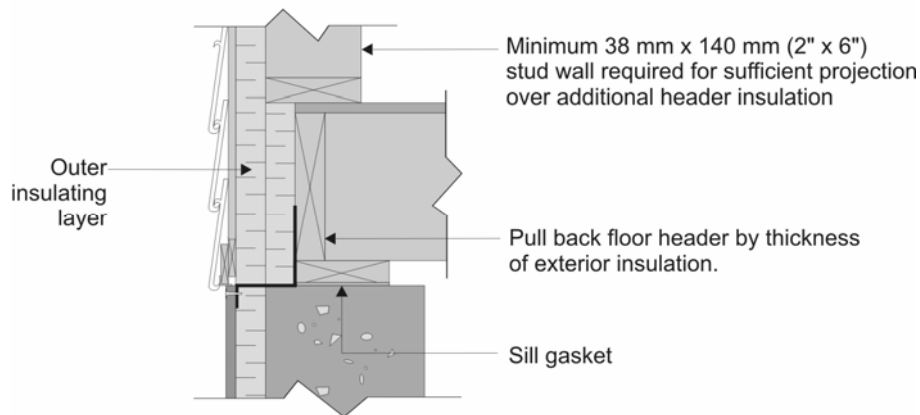 Minimum 38 mm x 140 mm (2" x 6")
stud wall required for sufficient projection
over additional header insulation
Outer
insulating
layer
Pull back floor header by thickness
of exterior insulation.
Sill gasket